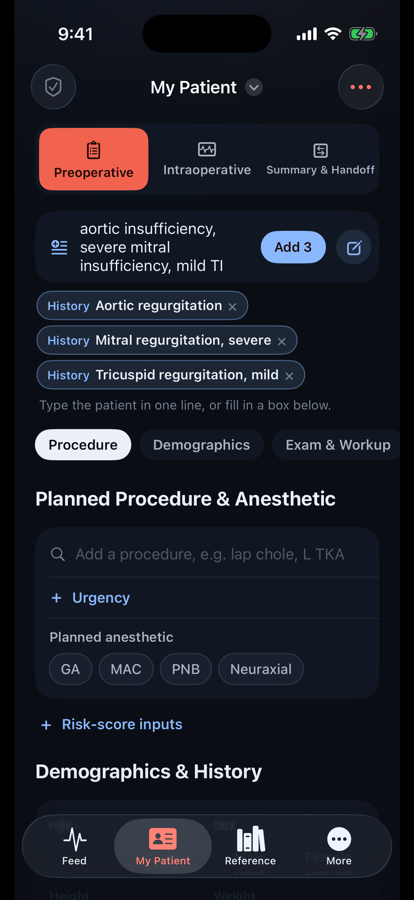 9:41
My Patient
Preoperative
Intraoperative
Summary & Handoff
aortic insufficiency,
severe mitral
insufficiency, mild TI
Add 3
History Aortic regurgitation ×
History Mitral regurgitation, severe ×
History Tricuspid regurgitation, mild ×
Type the patient in one line, or fill in a box below.
Procedure
Demographics
Exam & Workup
Planned Procedure & Anesthetic
Add a procedure, e.g. lap chole, L TKA
+ Urgency
Planned anesthetic
GA
MAC
PNB
Neuraxial
+ Risk-score inputs
Demographics & History
Feed
My Patient
Reference
More
Height
Weight